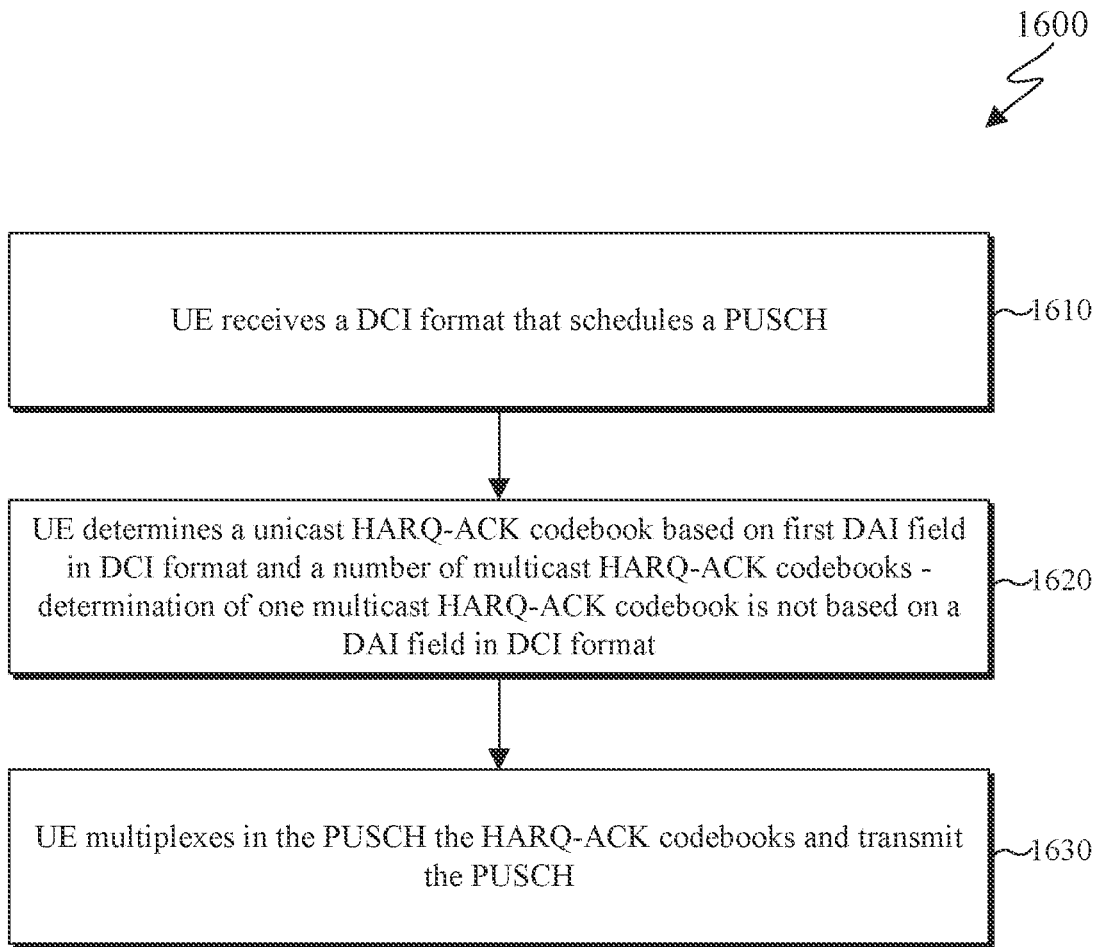 1600
UE receives a DCI format that schedules a PUSCH
1610
UE determines a unicast HARQ-ACK codebook based on first DAI field
in DCI format and a number of multicast HARQ-ACK codebooks -
determination of one multicast HARQ-ACK codebook is not based on a
DAI field in DCI format
1620
UE multiplexes in the PUSCH the HARQ-ACK codebooks and transmit
the PUSCH
1630